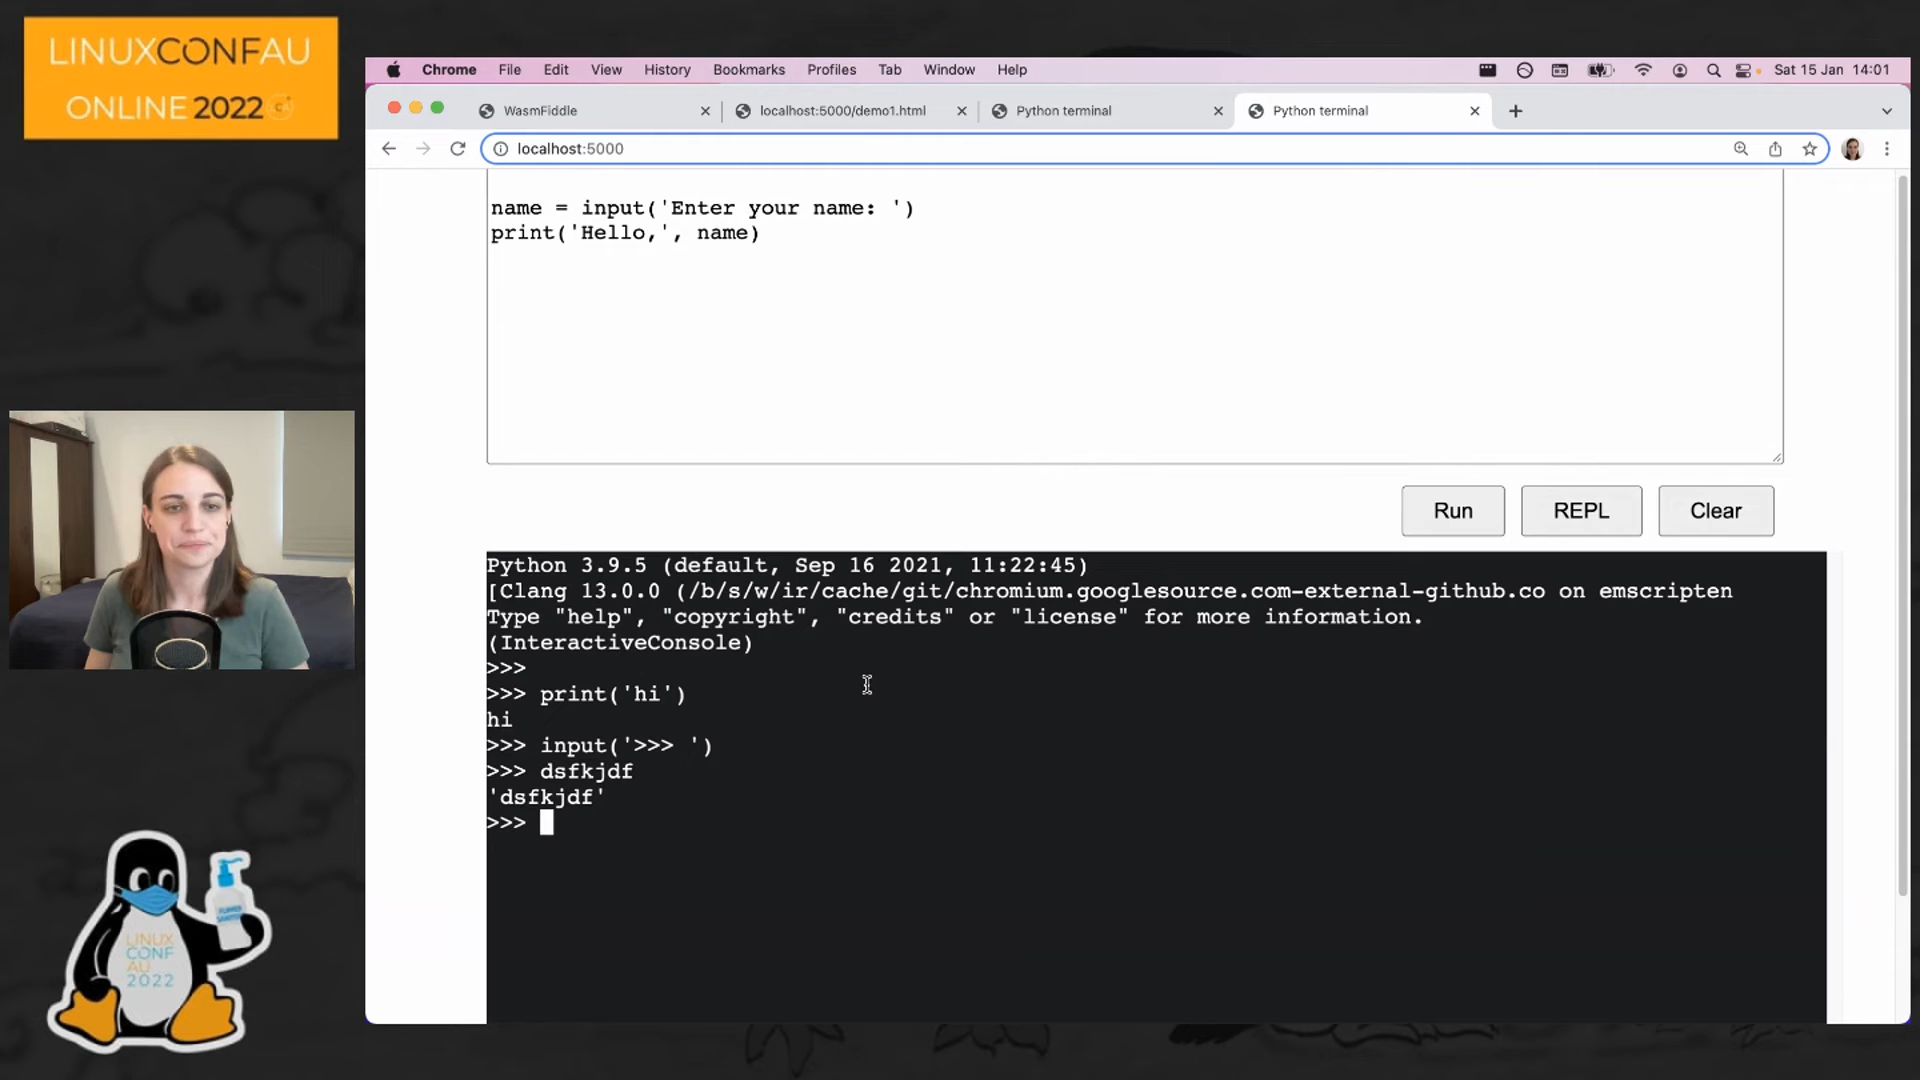 LINUXCONFAU
ONLINE 2022
Chrome File Edit View History Bookmarks Profiles Tab Window Help Sat 15 Jan 14:01
WasmFiddle localhost:5000/demo1.html Python terminal Python terminal
localhost:5000
name = input('Enter your name: ')
print('Hello,', name)
Run REPL Clear
Python 3.9.5 (default, Sep 16 2021, 11:22:45)
[Clang 13.0.0 (/b/s/w/ir/cache/git/chromium.googlesource.com-external-github.co on emscripten
Type "help", "copyright", "credits" or "license" for more information.
(InteractiveConsole)
>>>
>>> print('hi')
hi
>>> input('>>> ')
>>> dsfkjdf
'dsfkjdf'
>>>
LINUX
CONF
AU
2022